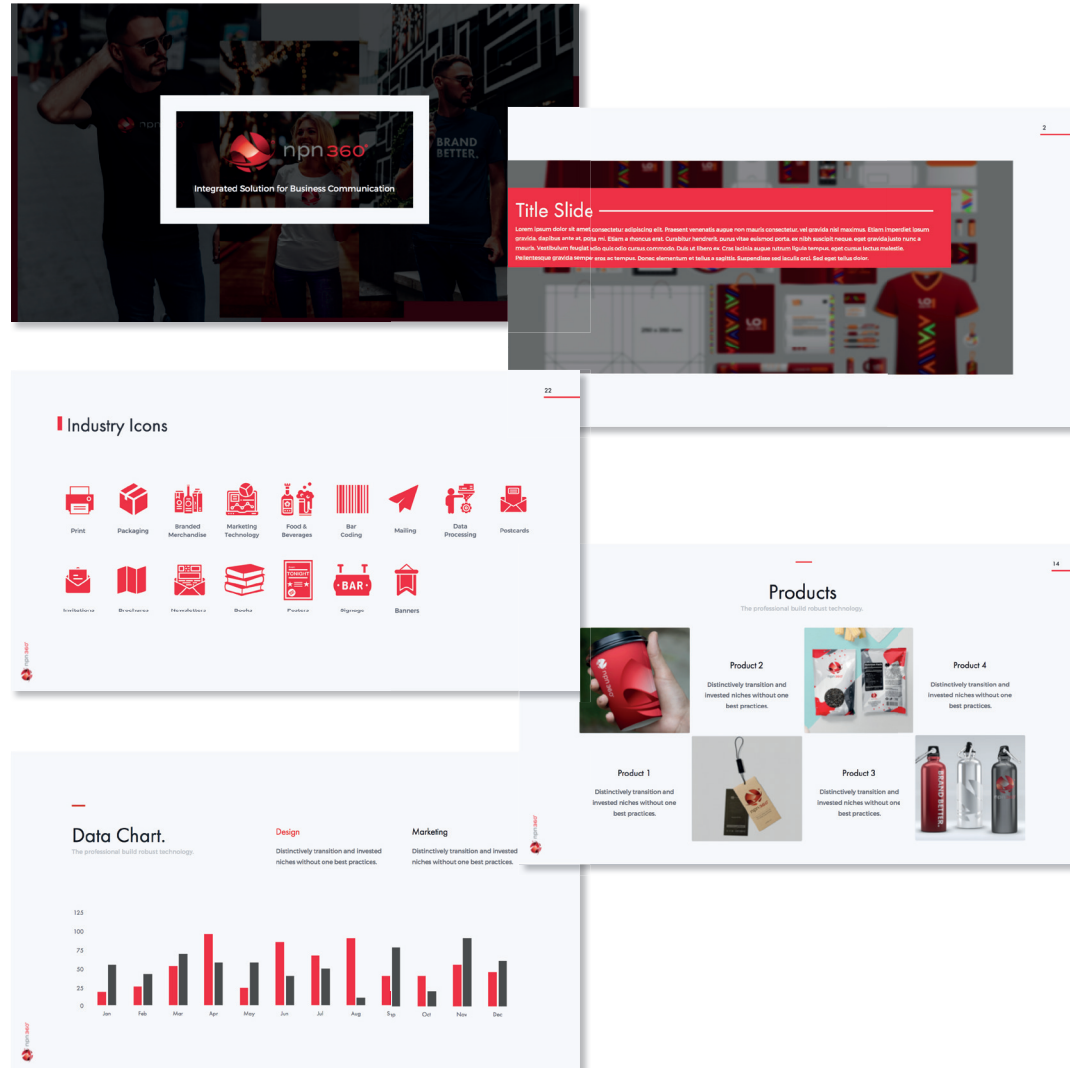 npn360°
Integrated Solution for Business Communication
BRAND
BETTER.
2
Title Slide
Lorem ipsum dolor sit amet consectetur adipiscing elit. Praesent venenatis augue non mauris consectetur, vel gravida nisl maximus. Etiam imperdiet ipsum
gravida, dapibus ante at, porta mi. Etiam a rhoncus erat. Curabitur hendrerit, purus vitae euismod porta, ex nibh suscipit neque, eget gravida justo nunc a
mauris. Vestibulum feugiat odio quis odio cursus commodo. Duis ut libero ex. Cras lacinia augue rutrum ligula tempus, eget cursus lectus molestie.
Pellentesque gravida semper eros ac tempus. Donec elementum et tellus a sagittis. Suspendisse sed iaculis orci. Sed eget tellus dolor.
LO
22
Industry Icons
Print
Packaging
Branded
Merchandise
Marketing
Technology
Food &
Beverages
Bar
Coding
Mailing
Data
Processing
Postcards
TONIGHT
BAR
Invitations
Brochures
Newsletters
Books
Posters
Signage
Banners
npn360°
14
Products
The professional build robust technology.
npn360°
Product 2
Distinctively transition and
invested niches without one
best practices.
Product 4
Distinctively transition and
invested niches without one
best practices.
Product 1
Distinctively transition and
invested niches without one
best practices.
Product 3
Distinctively transition and
invested niches without one
best practices.
BRAND BETTER.
npn360°
Data Chart.
The professional build robust technology.
Design
Distinctively transition and invested
niches without one best practices.
Marketing
Distinctively transition and invested
niches without one best practices.
125
100
75
50
25
0
Jan Feb Mar Apr May Jun Jul Aug Sep Oct Nov Dec
npn360°